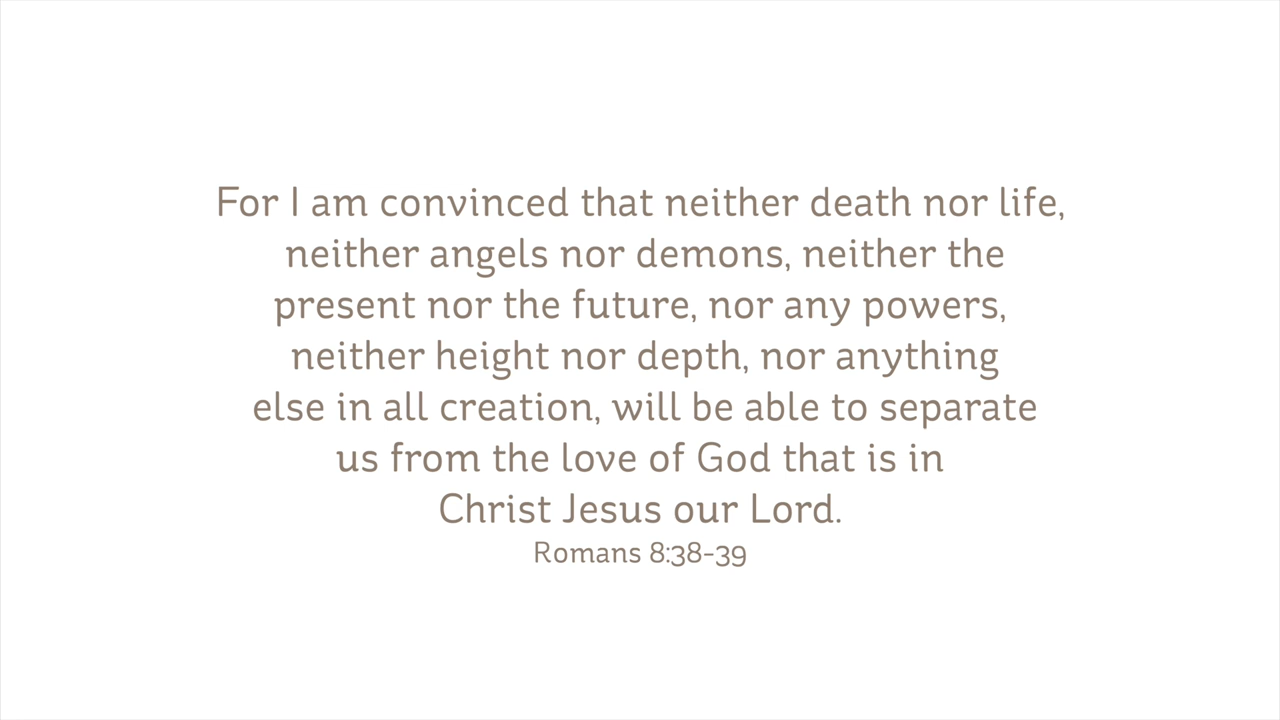 For I am convinced that neither death nor life,
neither angels nor demons, neither the
present nor the future, nor any powers,
neither height nor depth, nor anything
else in all creation, will be able to separate
us from the love of God that is in
Christ Jesus our Lord.
Romans 8:38-39